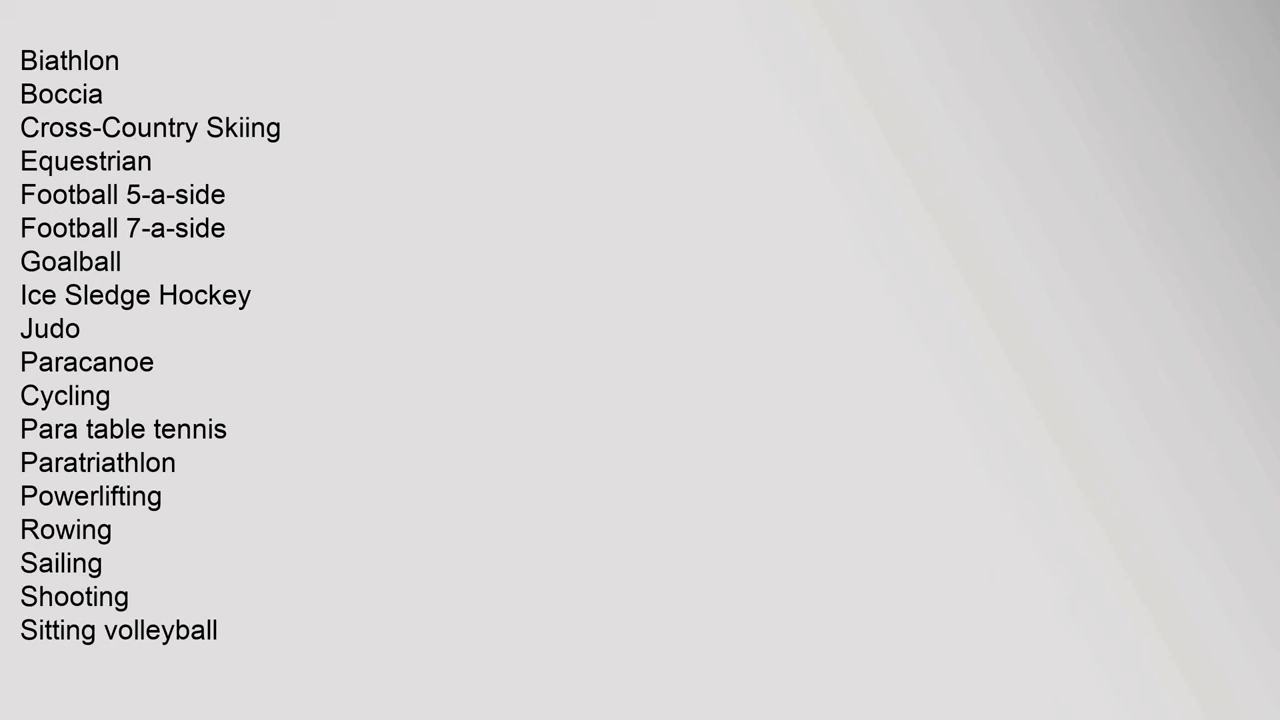 Biathlon
Boccia
Cross-Country Skiing
Equestrian
Football 5-a-side
Football 7-a-side
Goalball
Ice Sledge Hockey
Judo
Paracanoe
Cycling
Para table tennis
Paratriathlon
Powerlifting
Rowing
Sailing
Shooting
Sitting volleyball